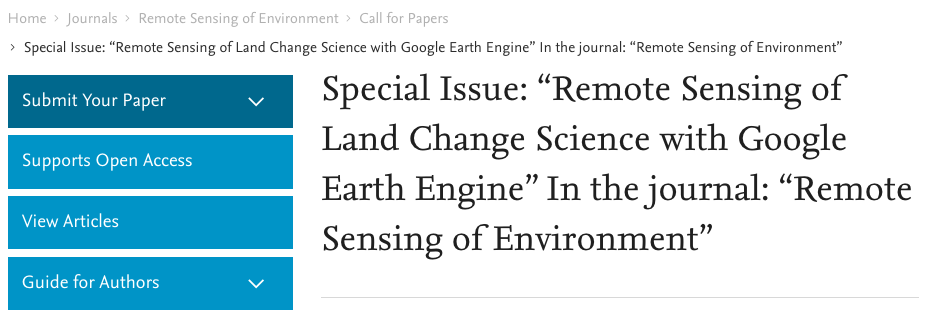 Home > Journals > Remote Sensing of Environment > Call for Papers
> Special Issue: “Remote Sensing of Land Change Science with Google Earth Engine” In the journal: “Remote Sensing of Environment”
Submit Your Paper
Supports Open Access
View Articles
Guide for Authors
Special Issue: “Remote Sensing of
Land Change Science with Google
Earth Engine” In the journal: “Remote
Sensing of Environment”